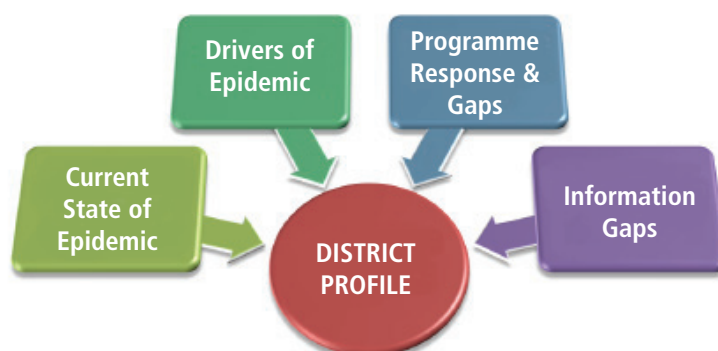 Drivers of
Epidemic
Programme
Response &
Gaps
Current
State of
Epidemic
Information
Gaps
DISTRICT
PROFILE